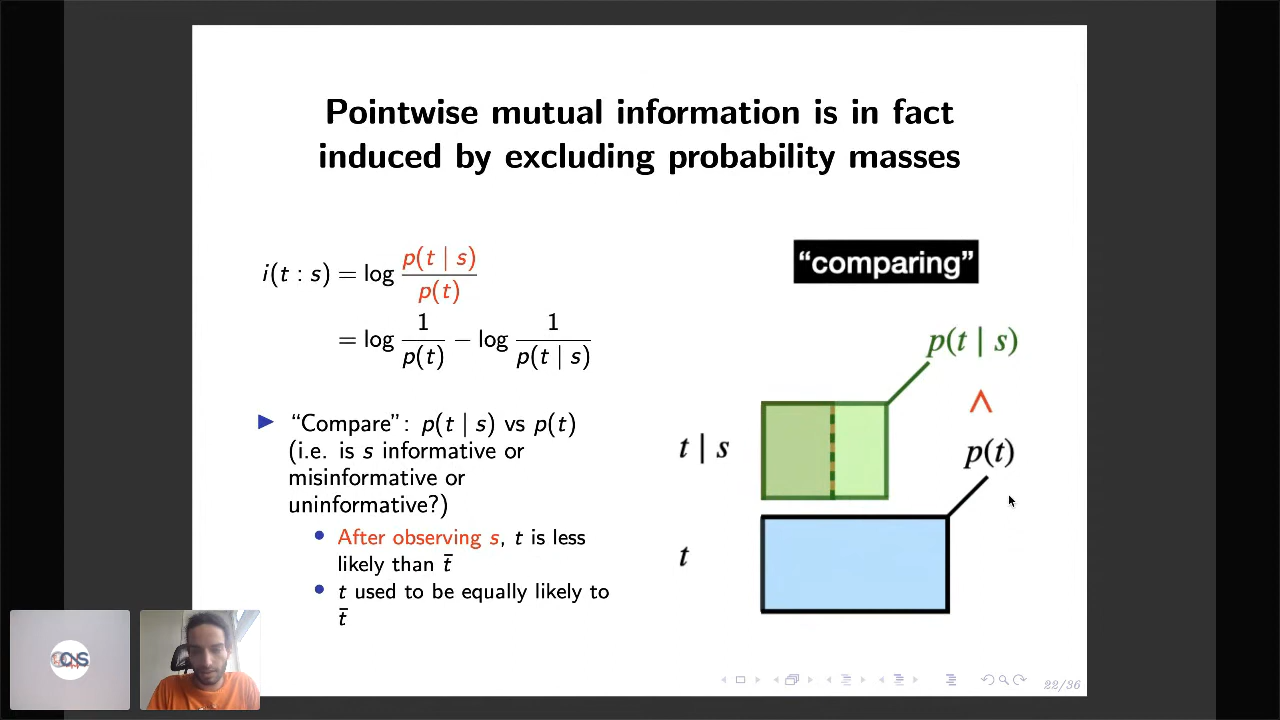 Pointwise mutual information is in fact
induced by excluding probability masses
i(t : s) = log p(t | s) / p(t)
= log 1 / p(t) − log 1 / p(t | s)
▶ "Compare": p(t | s) vs p(t)
(i.e. is s informative or
misinformative or
uninformative?)
• After observing s, t is less
likely than t̄
• t used to be equally likely to
t̄
“comparing”
p(t | s)
∧
p(t)
t | s
t
22/36